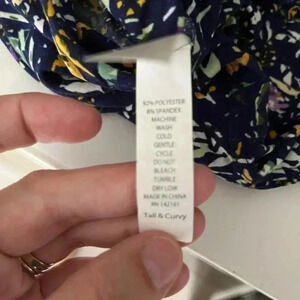 92% POLYESTER
8% SPANDEX
MACHINE
WASH
COLD
GENTLE
CYCLE
DO NOT
BLEACH
TUMBLE
DRY LOW
MADE IN CHINA
RN 142161
Tall & Curvy